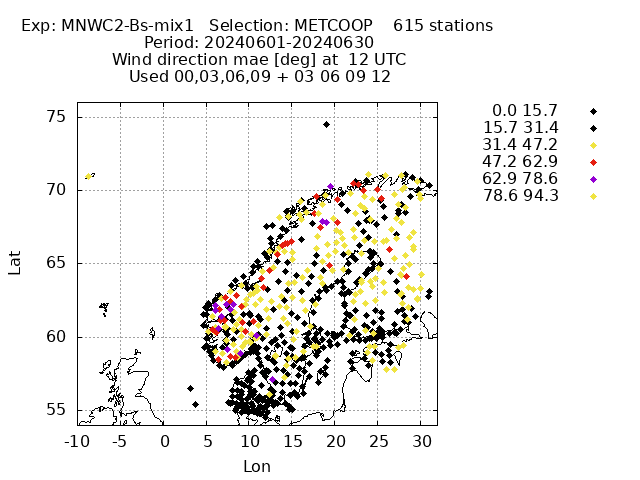 Exp: MNWC2-Bs-mix1 Selection: METCOOP 615 stations
Period: 20240601-20240630
Wind direction mae [deg] at 12 UTC
Used 00,03,06,09 + 03 06 09 12
0.0 15.7
15.7 31.4
31.4 47.2
47.2 62.9
62.9 78.6
78.6 94.3
75
70
65
60
55
Lat
-10 -5 0 5 10 15 20 25 30
Lon